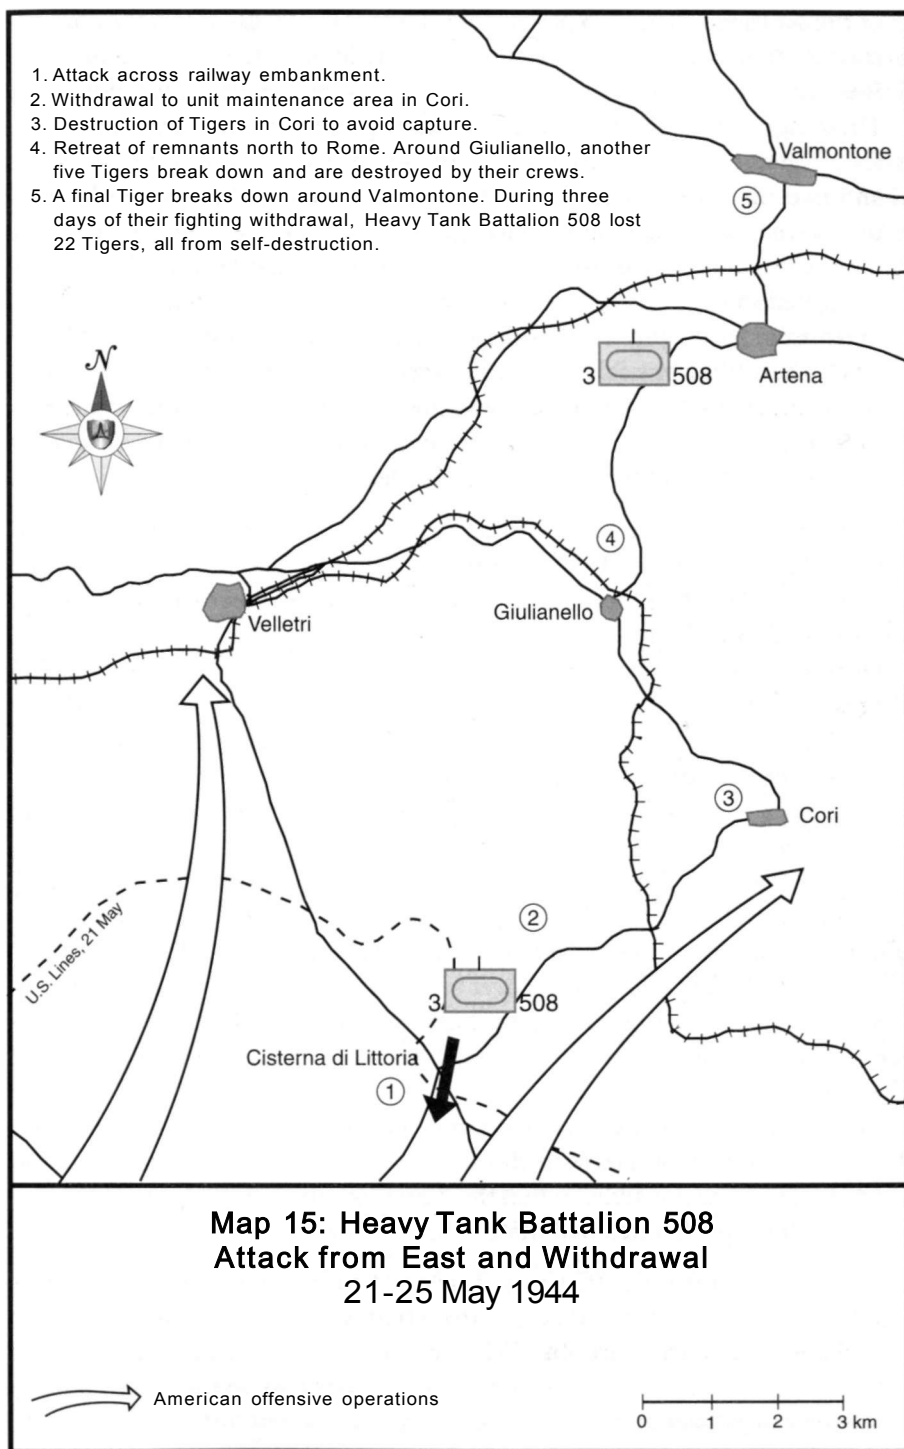 1. Attack across railway embankment.
2. Withdrawal to unit maintenance area in Cori.
3. Destruction of Tigers in Cori to avoid capture.
4. Retreat of remnants north to Rome. Around Giulianello, another
five Tigers break down and are destroyed by their crews.
5. A final Tiger breaks down around Valmontone. During three
days of their fighting withdrawal, Heavy Tank Battalion 508 lost
22 Tigers, all from self-destruction.
Valmontone
5
N
3 508
Artena
4
Giulianello
Velletri
3
Cori
U.S. Lines, 21 May
2
3 508
Cisterna di Littoria
1
Map 15: Heavy Tank Battalion 508
Attack from East and Withdrawal
21-25 May 1944
American offensive operations
0 1 2 3 km